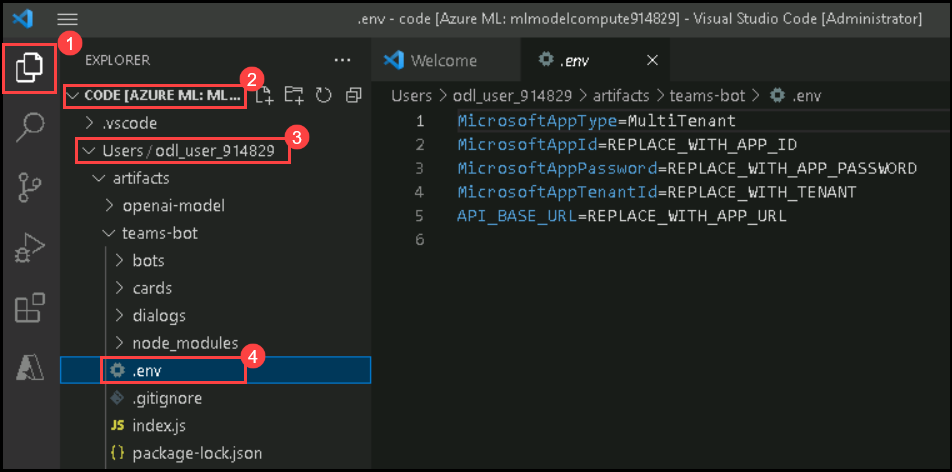 .env - code [Azure ML: mlmodelcompute914829] - Visual Studio Code [Administrator]
1
EXPLORER
...
2
CODE [AZURE ML: ML...
.vscode
3
Users / odl_user_914829
artifacts
openai-model
teams-bot
bots
cards
dialogs
node_modules
4
.env
.gitignore
JS index.js
{} package-lock.json
Welcome
.env
Users > odl_user_914829 > artifacts > teams-bot > .env
1 MicrosoftAppType=MultiTenant
2 MicrosoftAppId=REPLACE_WITH_APP_ID
3 MicrosoftAppPassword=REPLACE_WITH_APP_PASSWORD
4 MicrosoftAppTenantId=REPLACE_WITH_TENANT
5 API_BASE_URL=REPLACE_WITH_APP_URL
6